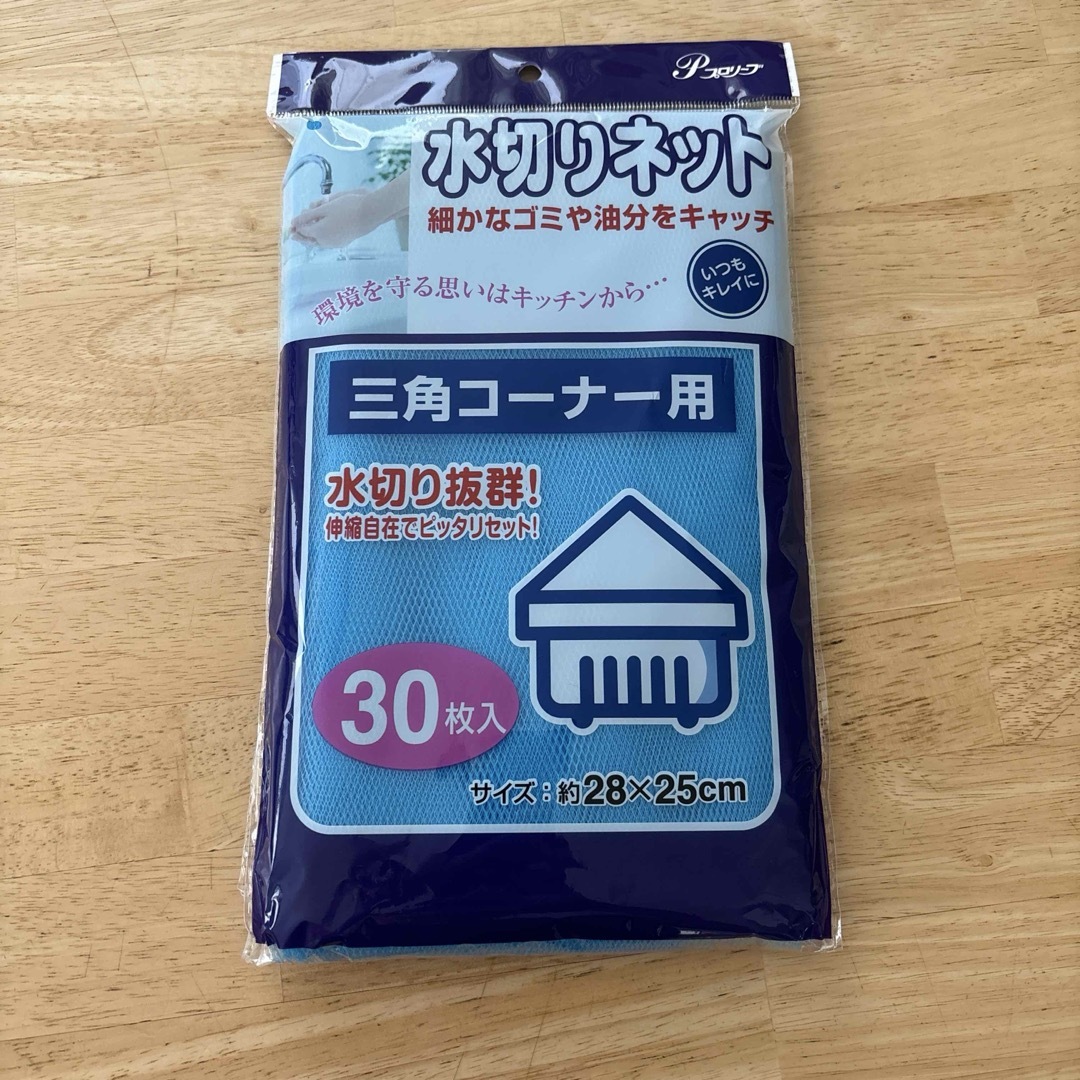 Pプロリーブ
水切りネット
細かなゴミや油分をキャッチ
環境を守る思いはキッチンから…
いつも
キレイに
三角コーナー用
水切り抜群!
伸縮自在でピッタリセット!
30枚入
サイズ:約28×25cm